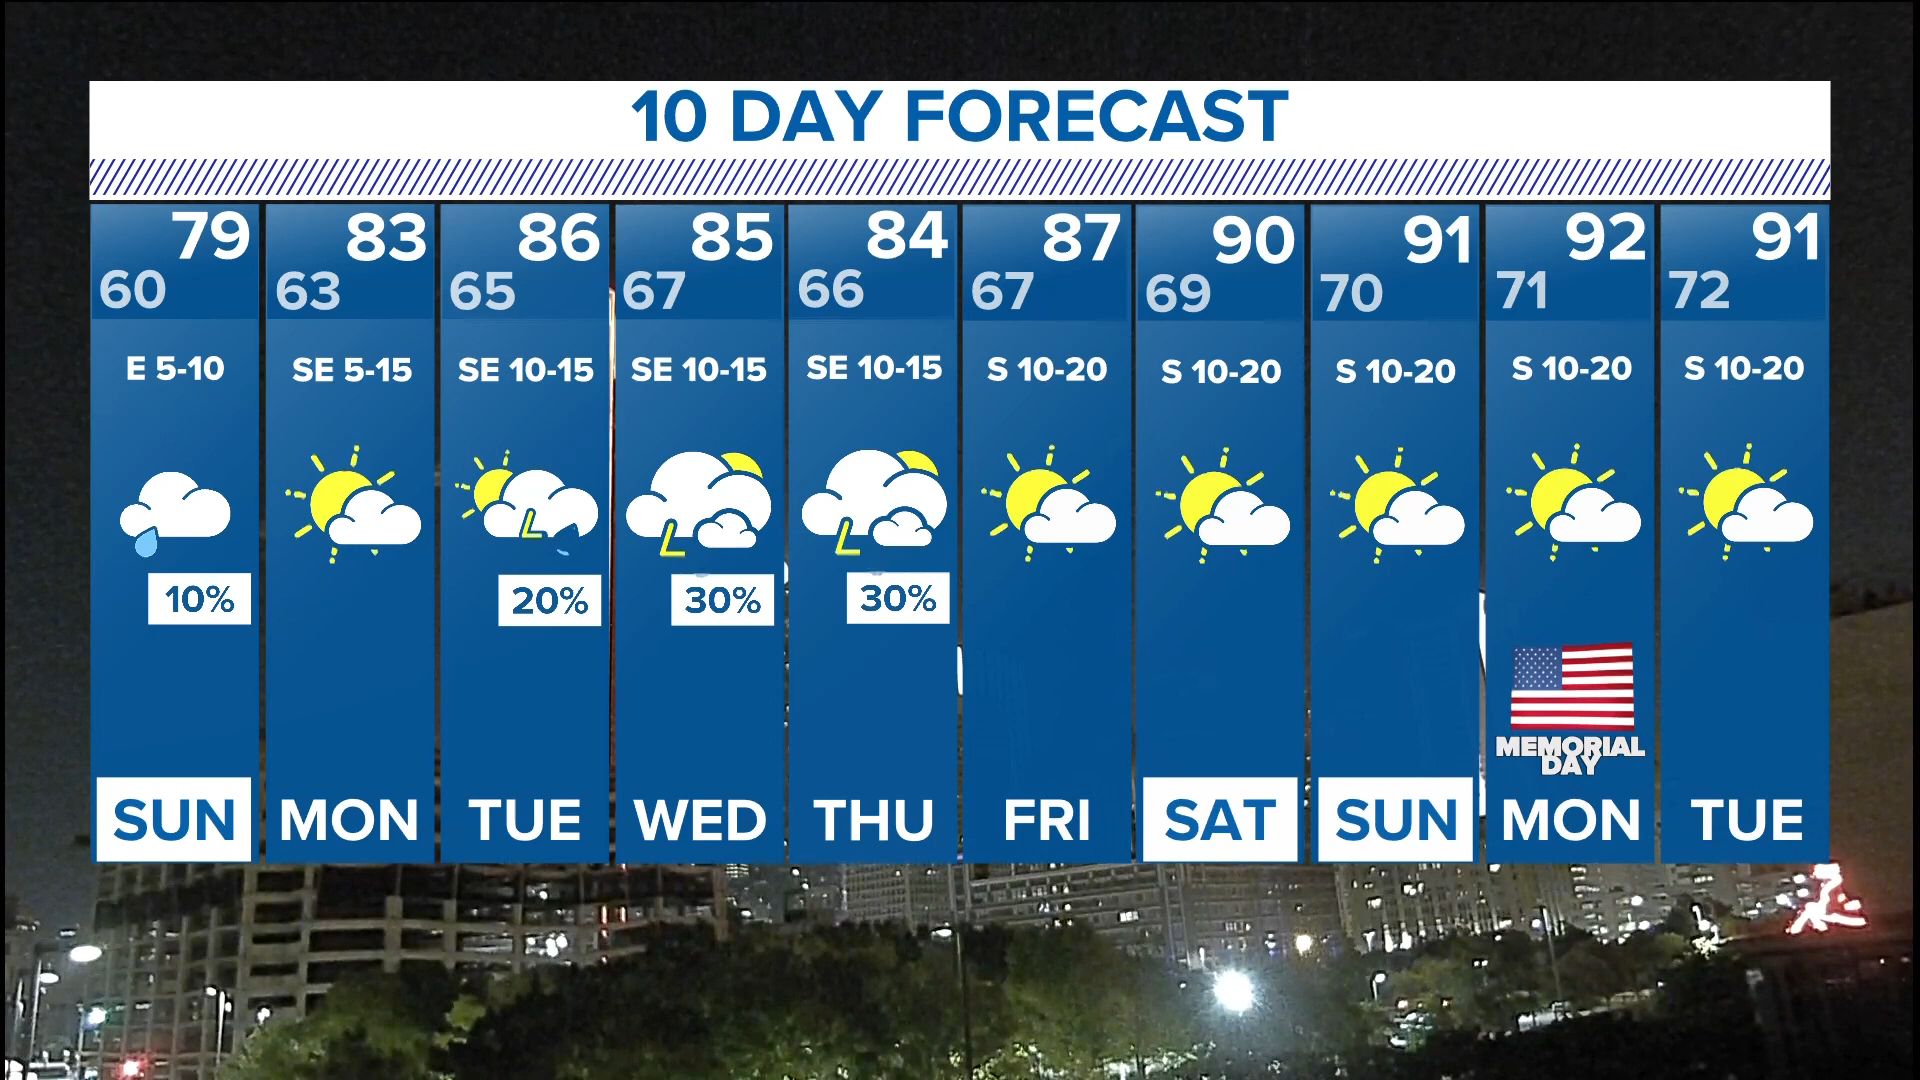 10 DAY FORECAST
79 83 86 85 84 87 90 91 92 91
60 63 65 67 66 67 69 70 71 72
E 5-10 SE 5-15 SE 10-15 SE 10-15 SE 10-15 S 10-20 S 10-20 S 10-20 S 10-20 S 10-20
10% 20% 30% 30%
MEMORIAL
DAY
SUN MON TUE WED THU FRI SAT SUN MON TUE